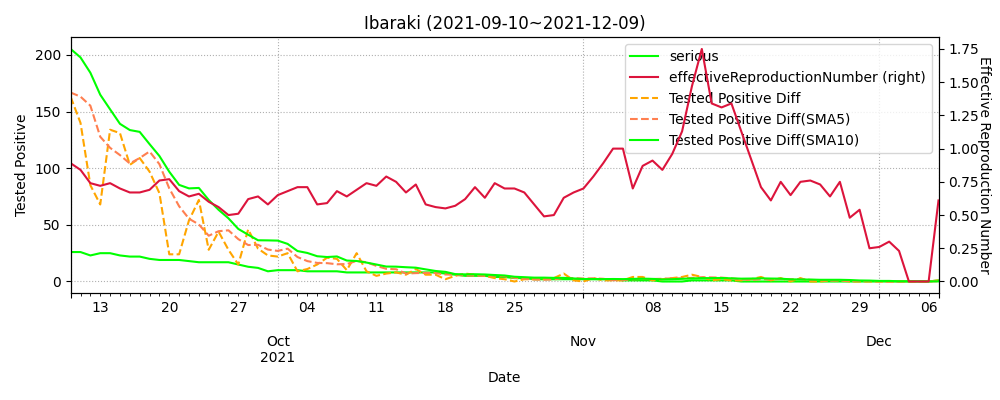 Ibaraki (2021-09-10~2021-12-09)
serious
effectiveReproductionNumber (right)
Tested Positive Diff
Tested Positive Diff(SMA5)
Tested Positive Diff(SMA10)
Tested Positive
200
150
100
50
0
1.75
1.50
1.25
1.00
0.75
0.50
0.25
0.00
Effective Reproduction Number
13 20 27 04 11 18 25 08 15 22 29 06
Oct Nov Dec
2021
Date